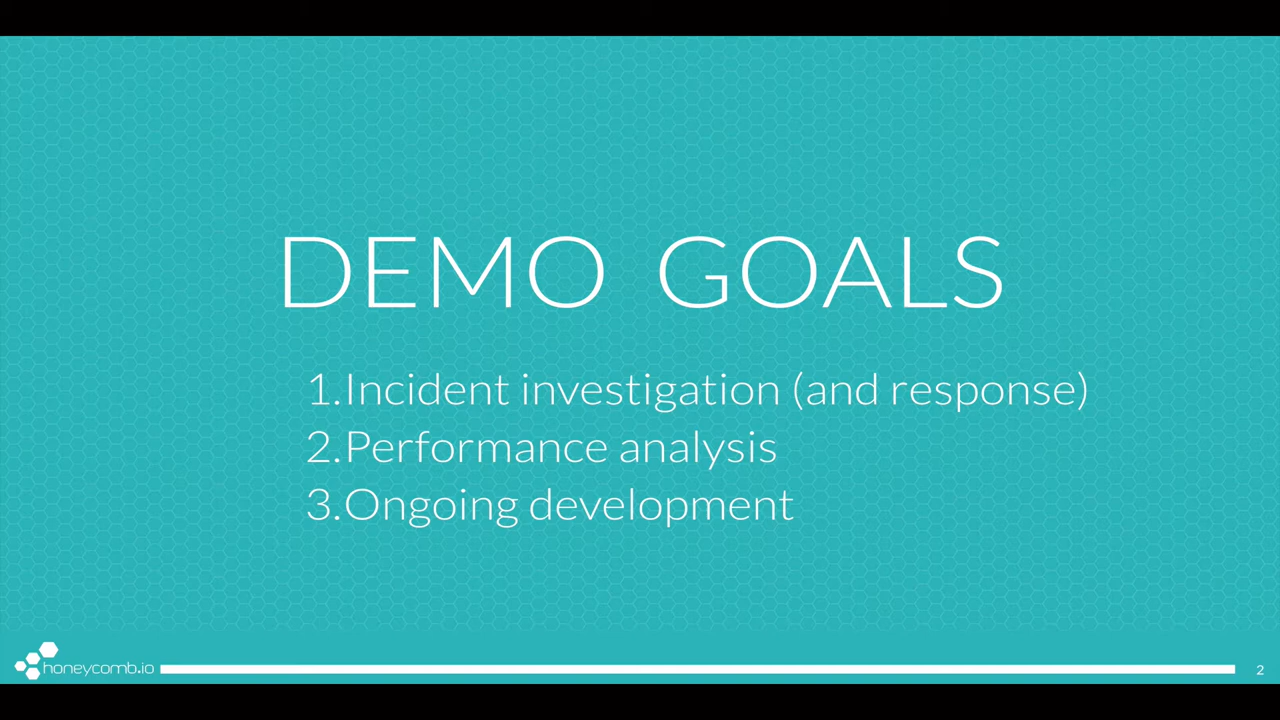 DEMO GOALS
1.Incident investigation (and response)
2.Performance analysis
3.Ongoing development
honeycomb.io
2